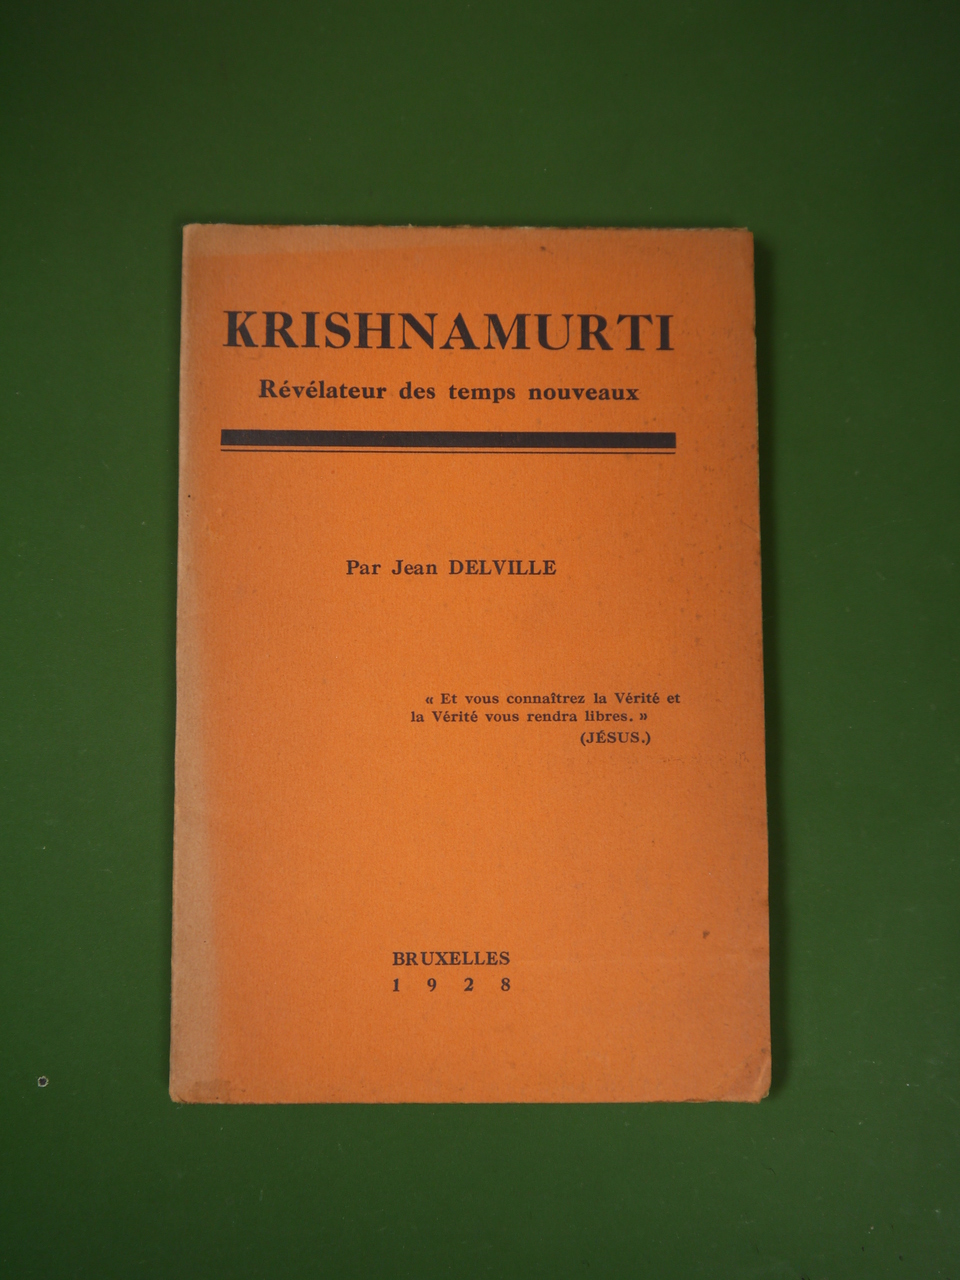 KRISHNAMURTI
Révélateur des temps nouveaux
Par Jean DELVILLE
« Et vous connaîtrez la Vérité et
la Vérité vous rendra libres. »
(JÉSUS.)
BRUXELLES
1 9 2 8